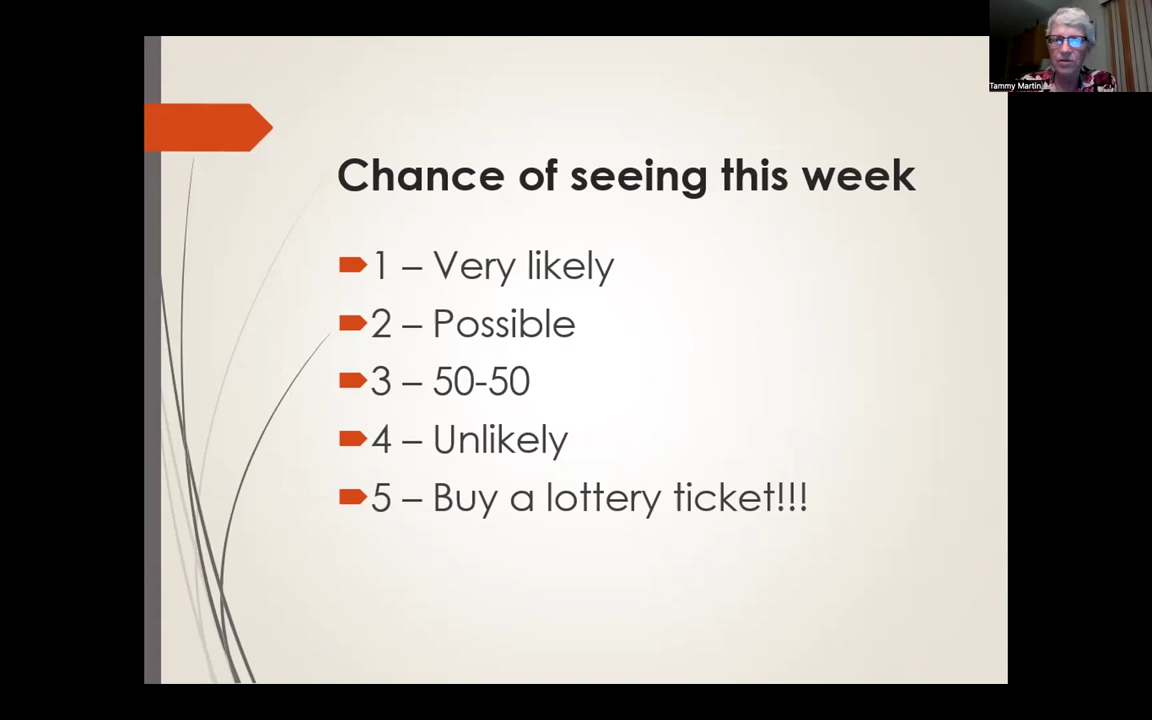 Tammy Martin
Chance of seeing this week
1 – Very likely
2 – Possible
3 – 50-50
4 – Unlikely
5 – Buy a lottery ticket!!!